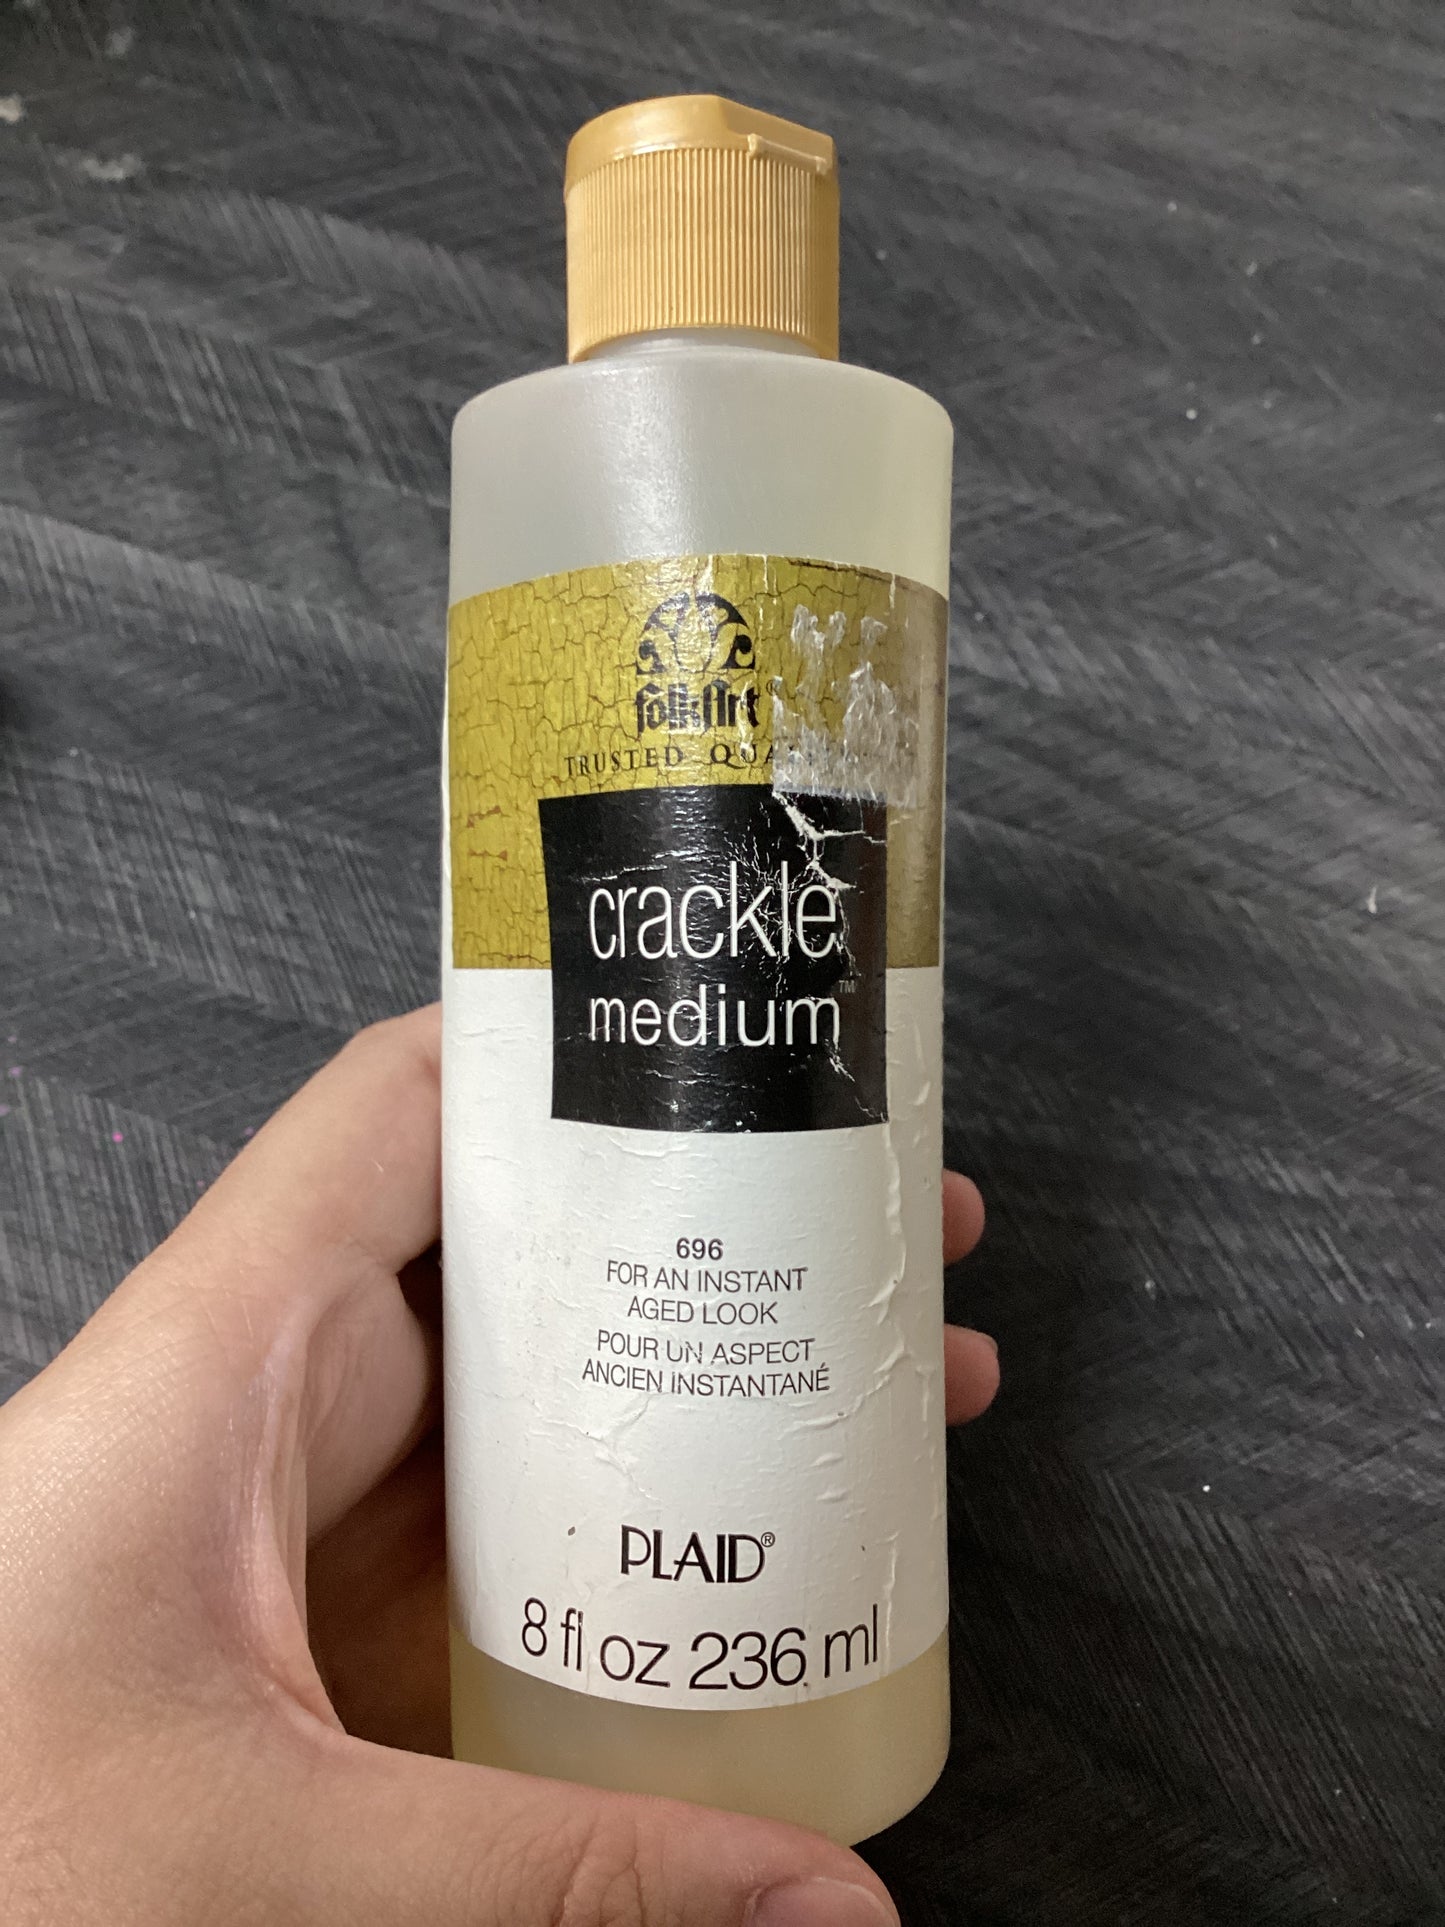 folkArt®
TRUSTED
crackle
medium™
696
FOR AN INSTANT
AGED LOOK
POUR UN ASPECT
ANCIEN INSTANTANÉ
PLAID®
8 fl oz 236 ml